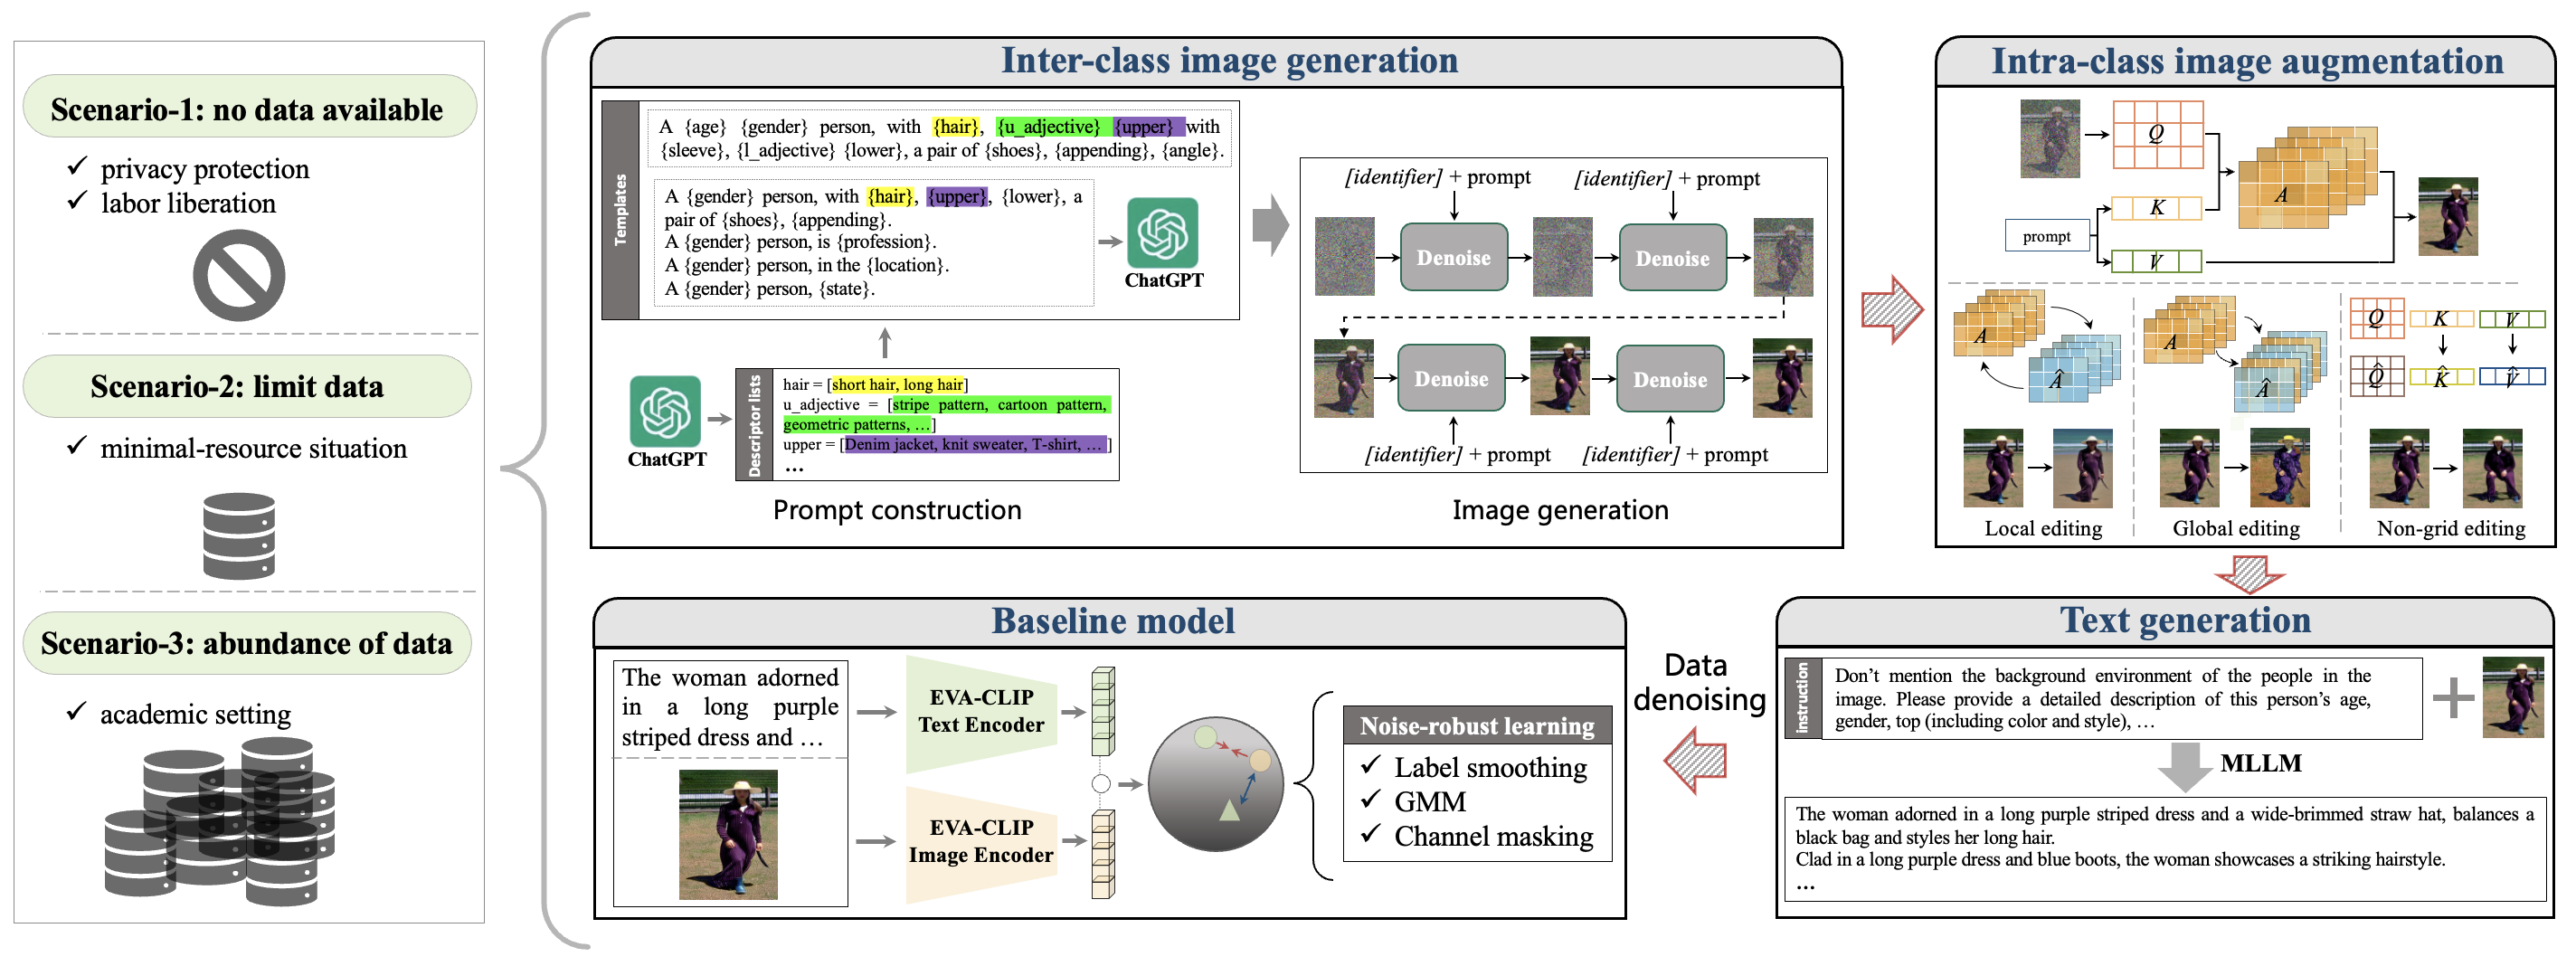 Scenario-1: no data available
✓ privacy protection
✓ labor liberation
Scenario-2: limit data
✓ minimal-resource situation
Scenario-3: abundance of data
✓ academic setting
Inter-class image generation
Templates
A {age} {gender} person, with {hair}, {u_adjective} {upper} with
{sleeve}, {l_adjective} {lower}, a pair of {shoes}, {appending}, {angle}.
A {gender} person, with {hair}, {upper}, {lower}, a
pair of {shoes}, {appending}.
A {gender} person, is {profession}.
A {gender} person, in the {location}.
A {gender} person, {state}.
ChatGPT
ChatGPT
Descriptor lists
hair = [short hair, long hair]
u_adjective = [stripe pattern, cartoon pattern,
geometric patterns, …]
upper = [Denim jacket, knit sweater, T-shirt, … ]
…
Prompt construction
[identifier] + prompt
[identifier] + prompt
Denoise
Denoise
Denoise
Denoise
[identifier] + prompt
[identifier] + prompt
Image generation
Intra-class image augmentation
Q
K
V
A
prompt
A
Â
A
Â
Q
K
V
Q̂
K̂
V̂
Local editing
Global editing
Non-grid editing
Text generation
instruction
Don't mention the background environment of the people in the
image. Please provide a detailed description of this person's age,
gender, top (including color and style), …
MLLM
The woman adorned in a long purple striped dress and a wide-brimmed straw hat, balances a
black bag and styles her long hair.
Clad in a long purple dress and blue boots, the woman showcases a striking hairstyle.
…
Data
denoising
Baseline model
The woman adorned
in a long purple
striped dress and …
EVA-CLIP
Text Encoder
EVA-CLIP
Image Encoder
Noise-robust learning
✓ Label smoothing
✓ GMM
✓ Channel masking